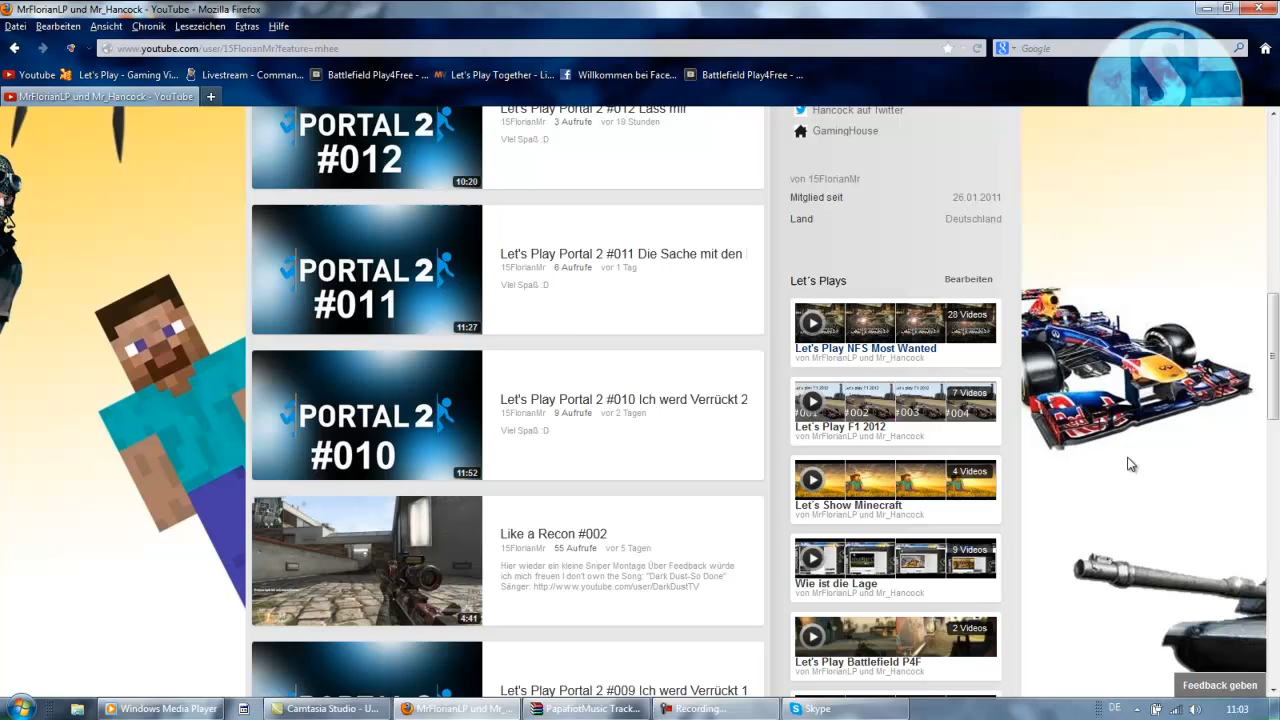 MrFlorianLP und Mr_Hancock - YouTube - Mozilla Firefox
Datei Bearbeiten Ansicht Chronik Lesezeichen Extras Hilfe
www.youtube.com/user/15FlorianMr?feature=mhee
Google
Youtube Let's Play - Gaming Vi... Livestream - Comman... Battlefield Play4Free - ... Let's Play Together - Li... Willkommen bei Face... Battlefield Play4Free - ...
MrFlorianLP und Mr_Hancock - YouTube
PORTAL 2
#012
10:20
Let's Play Portal 2 #012 Lass mir
15FlorianMr 3 Aufrufe vor 19 Stunden
Viel Spaß :D
PORTAL 2
#011
11:27
Let's Play Portal 2 #011 Die Sache mit den
15FlorianMr 6 Aufrufe vor 1 Tag
Viel Spaß :D
PORTAL 2
#010
11:52
Let's Play Portal 2 #010 Ich werd Verrückt 2
15FlorianMr 9 Aufrufe vor 2 Tagen
Viel Spaß :D
4:41
Like a Recon #002
15FlorianMr 55 Aufrufe vor 5 Tagen
Hier wieder ein kleine Sniper Montage Über Feedback würde
ich mich freuen I don't own the Song: "Dark Dust-So Done"
Sänger: http://www.youtube.com/user/DarkDustTV
Let's Play Portal 2 #009 Ich werd Verrückt 1
Hancock auf Twitter
GamingHouse
von 15FlorianMr
Mitglied seit 26.01.2011
Land Deutschland
Let´s Plays Bearbeiten
28 Videos
Let's Play NFS Most Wanted
von MrFlorianLP und Mr_Hancock
7 Videos
#001 #002 #003 #004
Let´s Play F1 2012
von MrFlorianLP und Mr_Hancock
4 Videos
Let´s Show Minecraft
von MrFlorianLP und Mr_Hancock
9 Videos
Wie ist die Lage
von MrFlorianLP und Mr_Hancock
2 Videos
Let's Play Battlefield P4F
von MrFlorianLP und Mr_Hancock
Feedback geben
Windows Media Player Camtasia Studio - U... MrFlorianLP und Mr_... PapafiotMusic Track... Recording... Skype DE 11:03